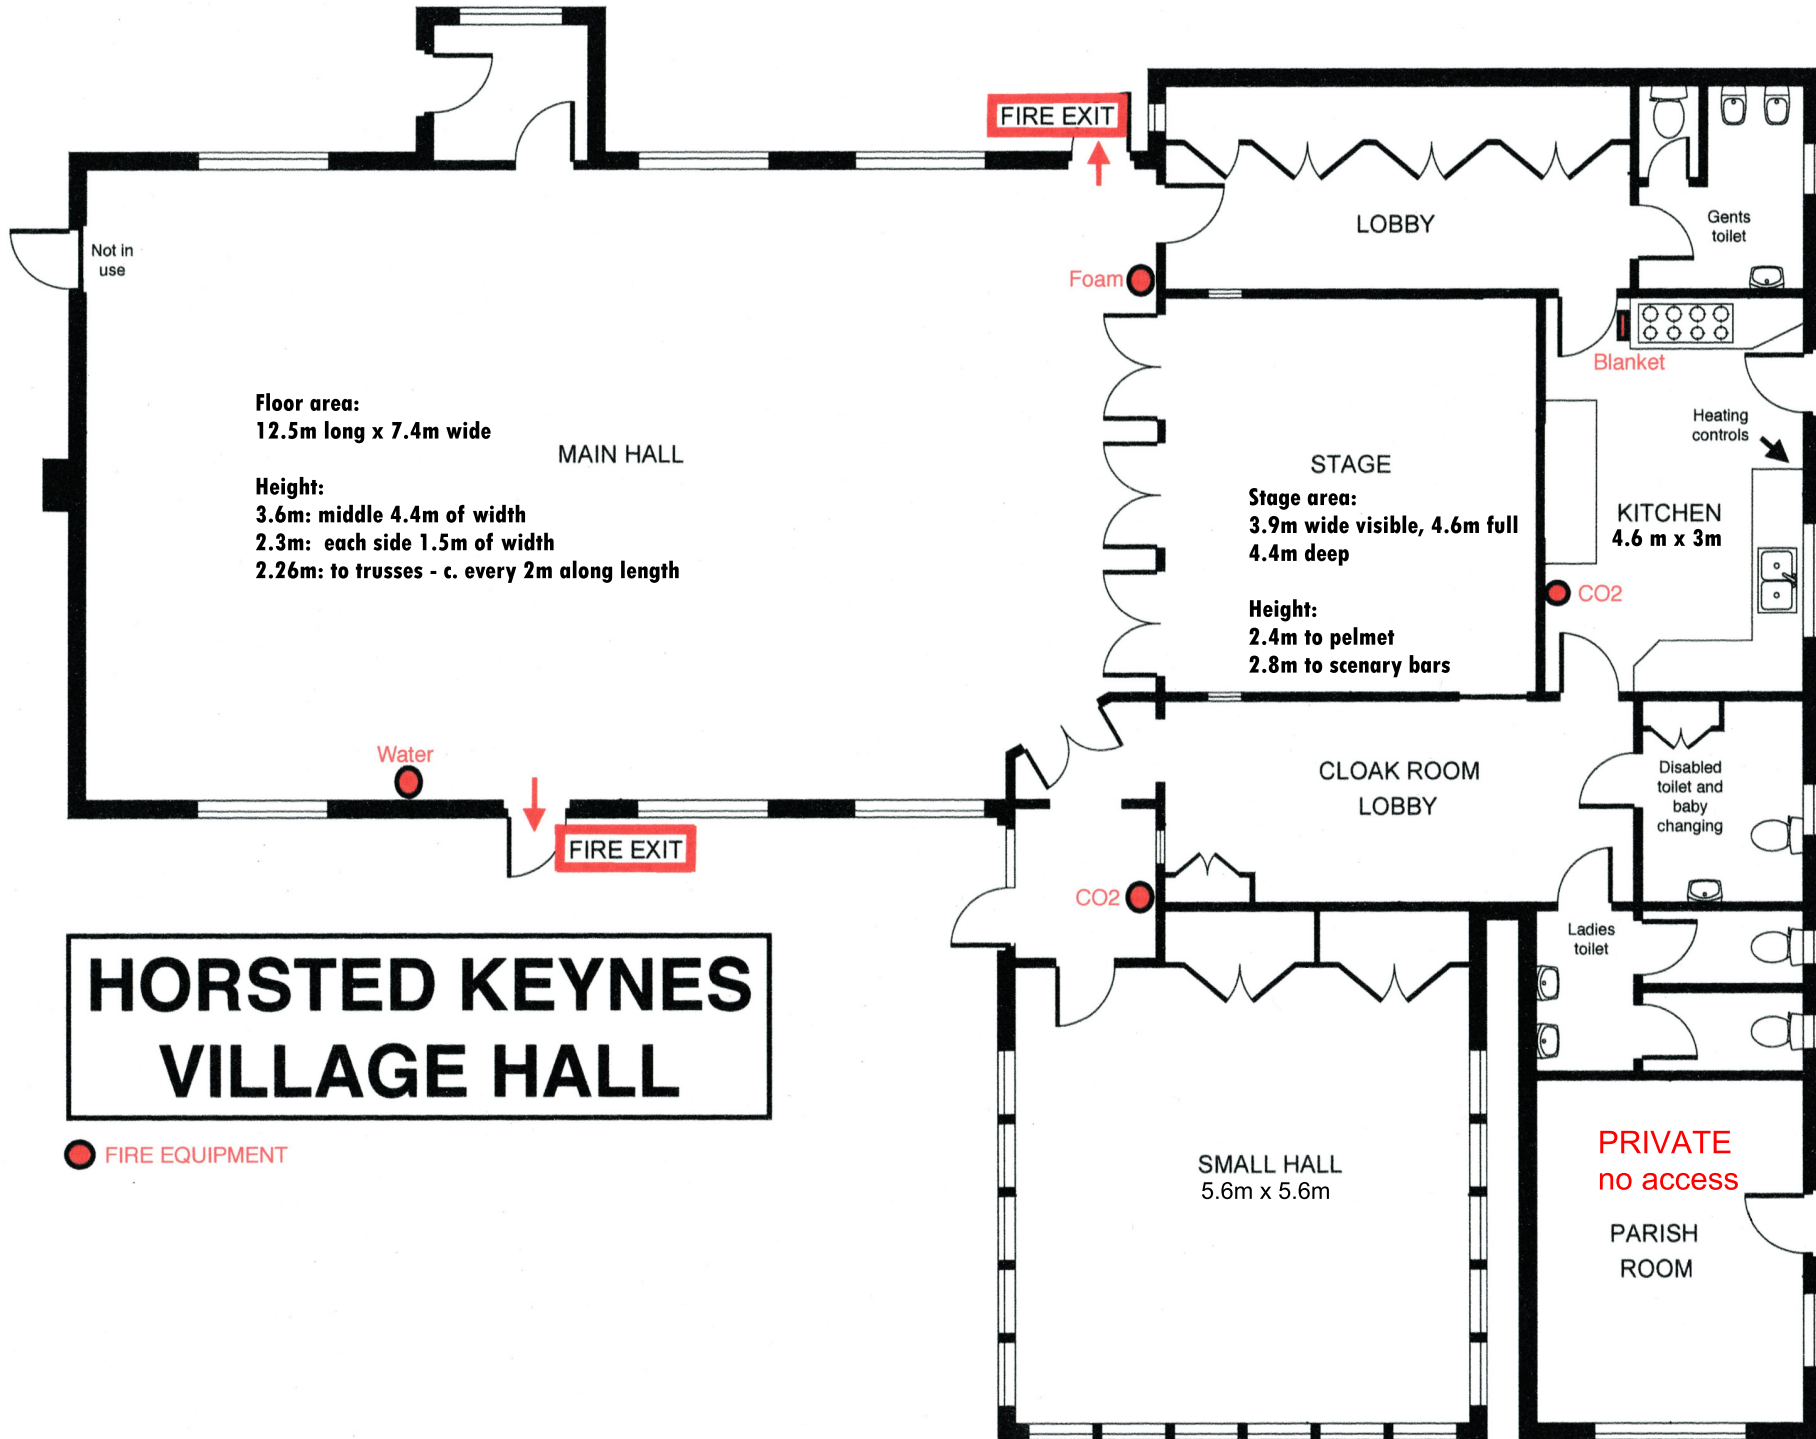 FIRE EXIT
LOBBY
Gents
toilet
Not in
use
Foam
Blanket
Heating
controls
Floor area:
12.5m long x 7.4m wide
Height:
3.6m: middle 4.4m of width
2.3m:  each side 1.5m of width
2.26m: to trusses - c. every 2m along length
MAIN HALL
STAGE
Stage area:
3.9m wide visible, 4.6m full
4.4m deep
Height:
2.4m to pelmet
2.8m to scenary bars
KITCHEN
4.6 m x 3m
CO2
Water
FIRE EXIT
CLOAK ROOM
LOBBY
Disabled
toilet and
baby
changing
CO2
Ladies
toilet
HORSTED KEYNES
VILLAGE HALL
FIRE EQUIPMENT
SMALL HALL
5.6m x 5.6m
PRIVATE
no access
PARISH
ROOM